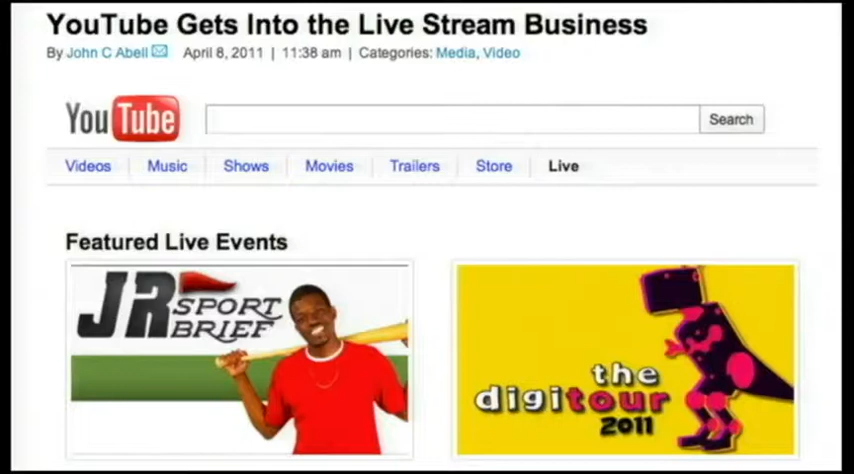 YouTube Gets Into the Live Stream Business
By John C Abell April 8, 2011 | 11:38 am | Categories: Media, Video
YouTube Search
Videos Music Shows Movies Trailers Store Live
Featured Live Events
JR SPORT
BRIEF
the
digitour
2011